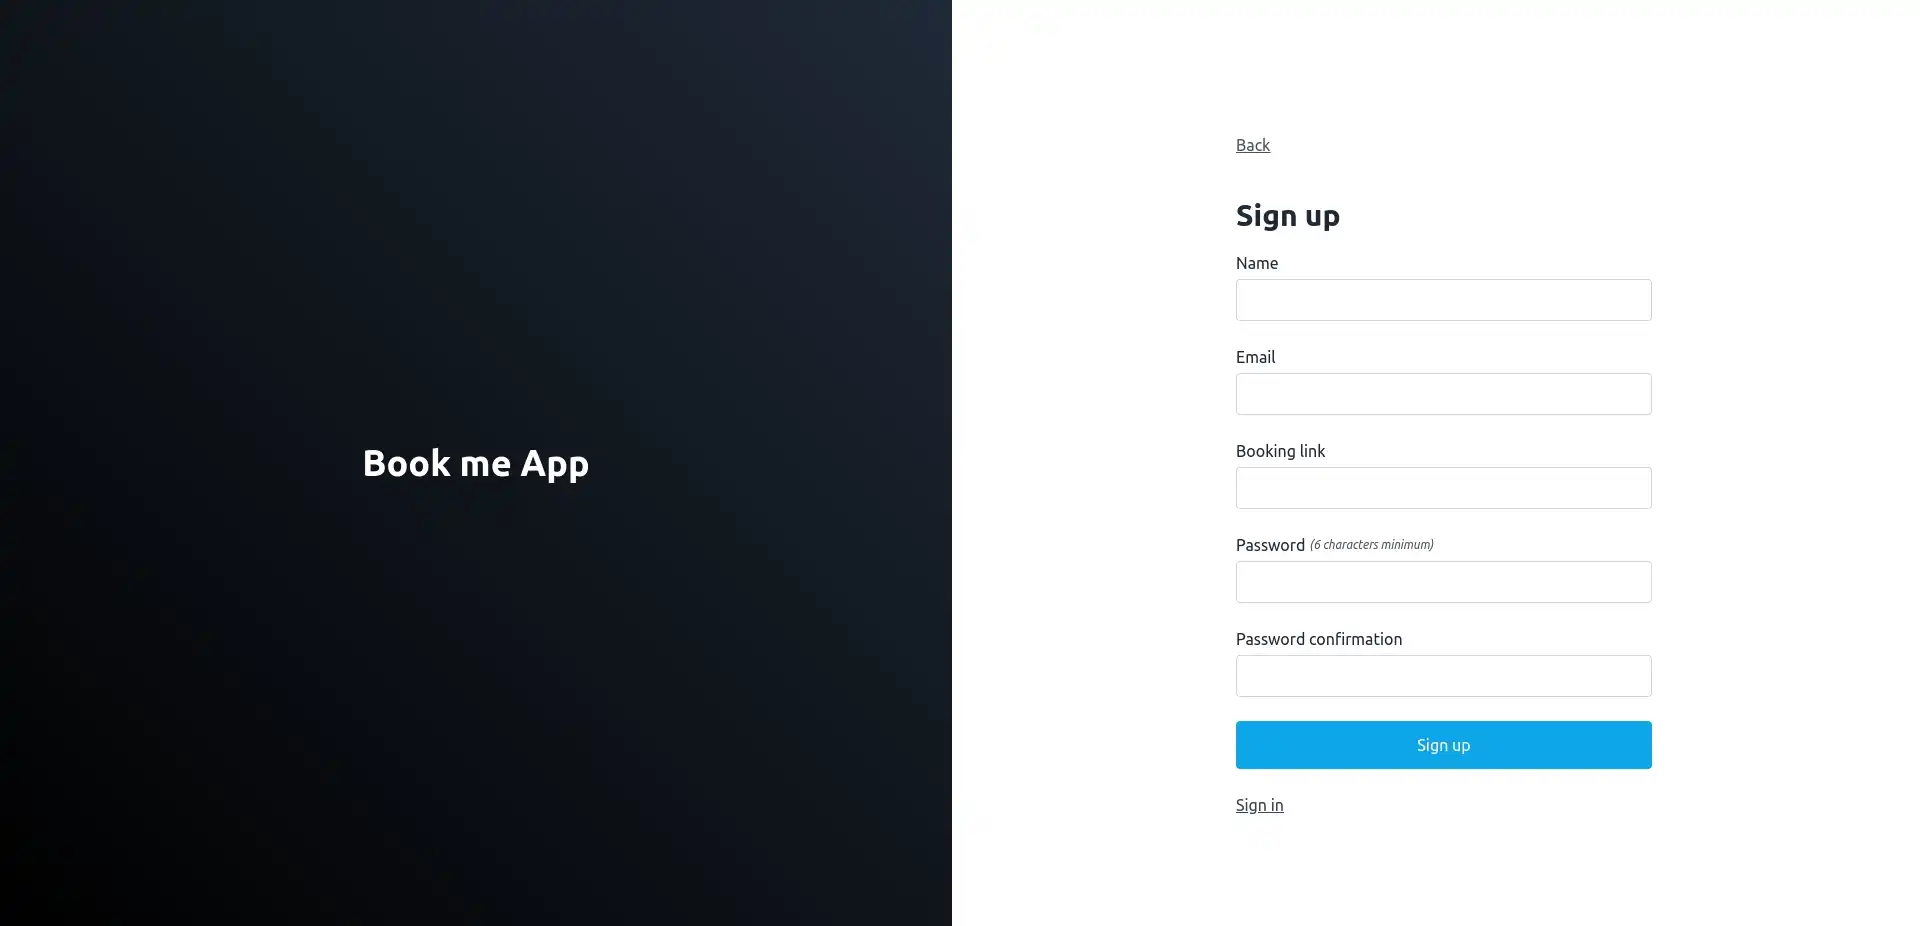 Book me App
Back
Sign up
Name
Email
Booking link
Password (6 characters minimum)
Password confirmation
Sign up
Sign in